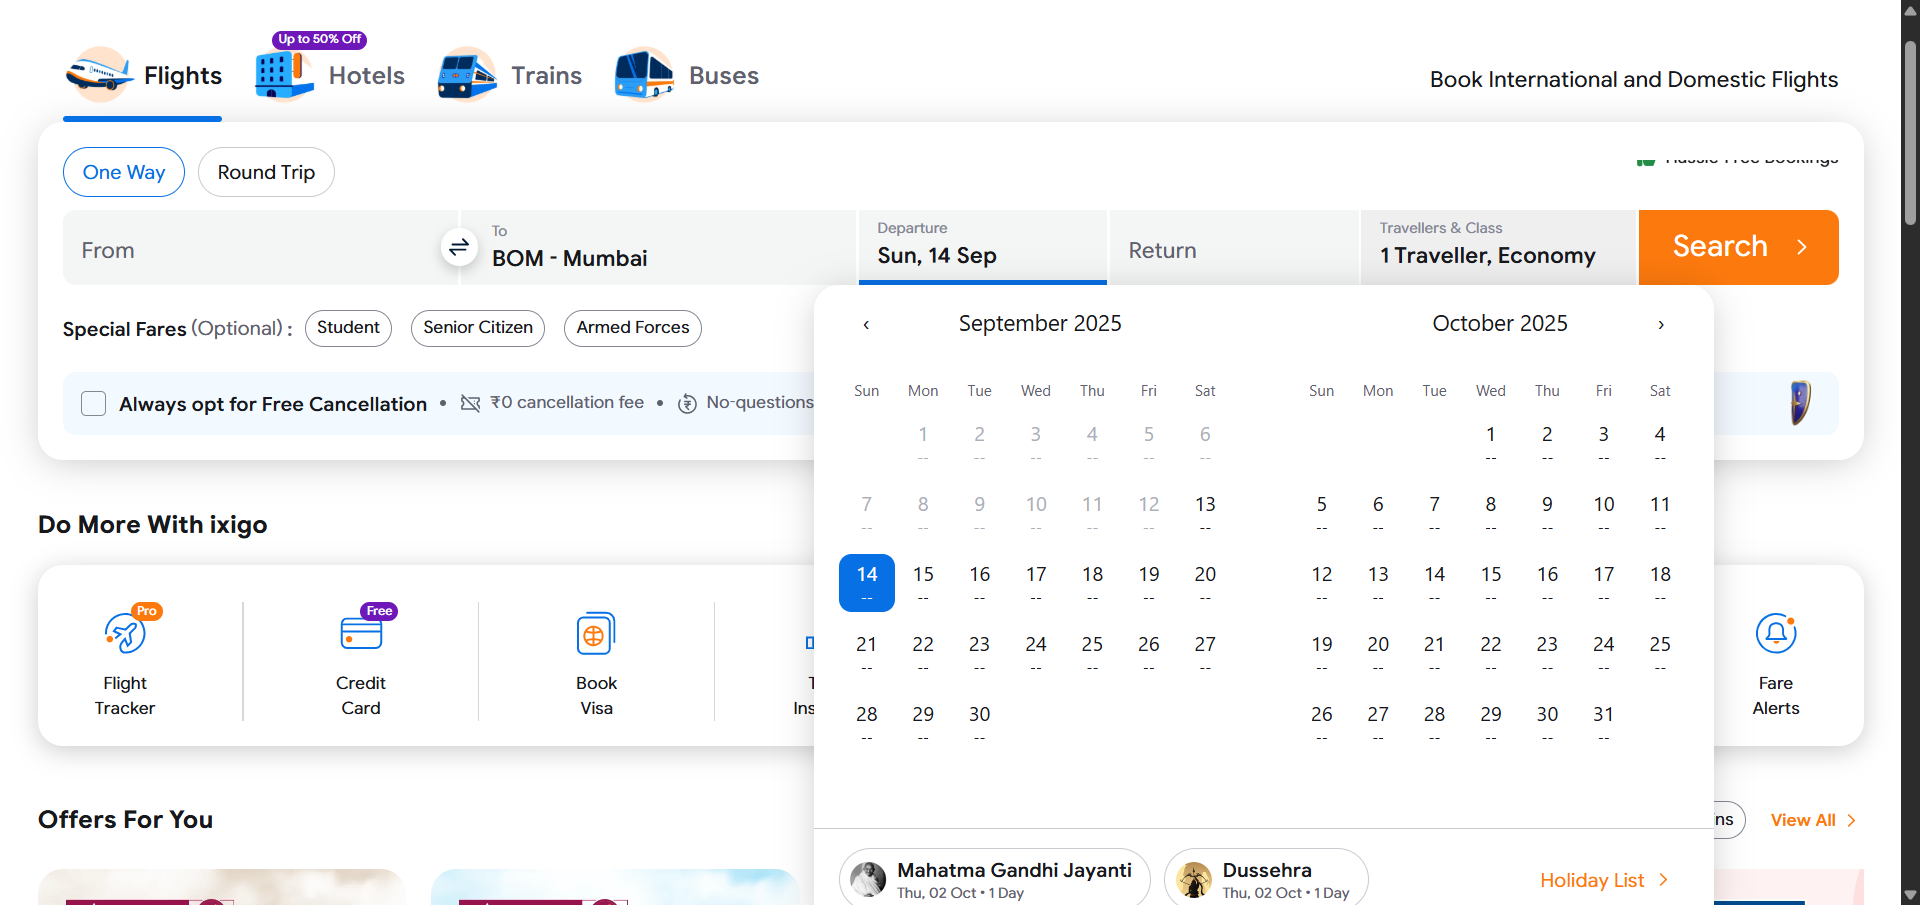 Up to 50% Off
Flights
Hotels
Trains
Buses
Book International and Domestic Flights
One Way
Round Trip
Hassle Free Bookings
From
To
BOM - Mumbai
Departure
Sun, 14 Sep
Return
Travellers & Class
1 Traveller, Economy
Search
Special Fares (Optional) :
Student
Senior Citizen
Armed Forces
Always opt for Free Cancellation • ₹0 cancellation fee • No-questions
September 2025
Sun Mon Tue Wed Thu Fri Sat
1 2 3 4 5 6
-- -- -- -- -- --
7 8 9 10 11 12 13
-- -- -- -- -- -- --
14 15 16 17 18 19 20
-- -- -- -- -- -- --
21 22 23 24 25 26 27
-- -- -- -- -- -- --
28 29 30
-- -- --
October 2025
Sun Mon Tue Wed Thu Fri Sat
1 2 3 4
-- -- -- --
5 6 7 8 9 10 11
-- -- -- -- -- -- --
12 13 14 15 16 17 18
-- -- -- -- -- -- --
19 20 21 22 23 24 25
-- -- -- -- -- -- --
26 27 28 29 30 31
-- -- -- -- -- --
Mahatma Gandhi Jayanti
Thu, 02 Oct • 1 Day
Dussehra
Thu, 02 Oct • 1 Day
Holiday List
Do More With ixigo
Pro
Flight
Tracker
Free
Credit
Card
Book
Visa
Fare
Alerts
Offers For You
View All